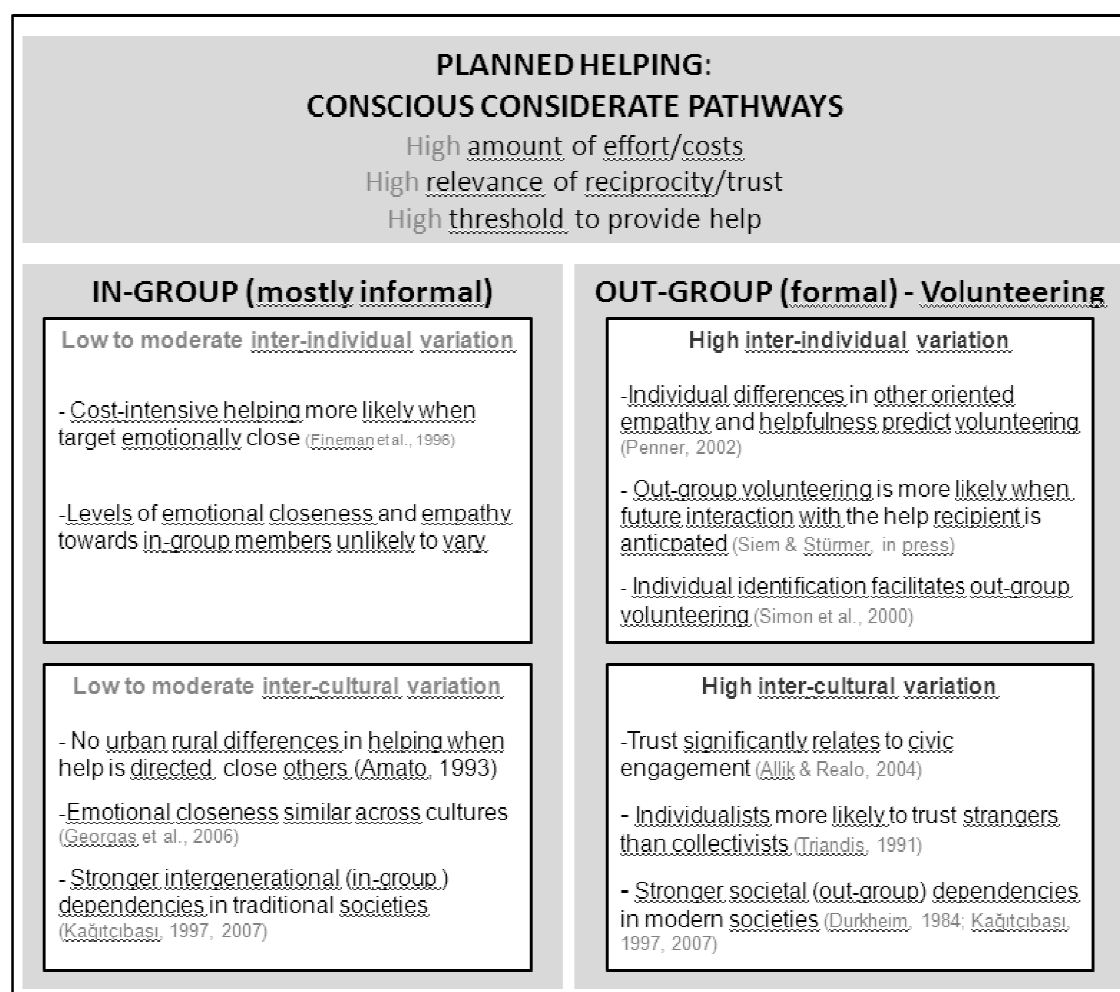 PLANNED HELPING:
CONSCIOUS CONSIDERATE PATHWAYS
High amount of effort/costs
High relevance of reciprocity/trust
High threshold to provide help
IN-GROUP (mostly informal)
Low to moderate inter-individual variation
- Cost-intensive helping more likely when
target emotionally close (Fineman et al., 1996)
-Levels of emotional closeness and empathy
towards in-group members unlikely to vary
Low to moderate inter-cultural variation
- No urban rural differences in helping when
help is directed close others (Amato, 1993)
-Emotional closeness similar across cultures
(Georgas et al., 2006)
- Stronger intergenerational (in-group )
dependencies in traditional societies
(Kağıtçıbası, 1997, 2007)
OUT-GROUP (formal) - Volunteering
High inter-individual variation
-Individual differences in other oriented
empathy and helpfulness predict volunteering
(Penner, 2002)
- Out-group volunteering is more likely when
future interaction with the help recipient is
anticpated (Siem & Stürmer, in press)
- Individual identification facilitates out-group
volunteering (Simon et al., 2000)
High inter-cultural variation
-Trust significantly relates to civic
engagement (Allik & Realo, 2004)
- Individualists more likely to trust strangers
than collectivists (Triandis, 1991)
- Stronger societal (out-group) dependencies
in modern societies (Durkheim, 1984; Kağıtçıbası,
1997, 2007)